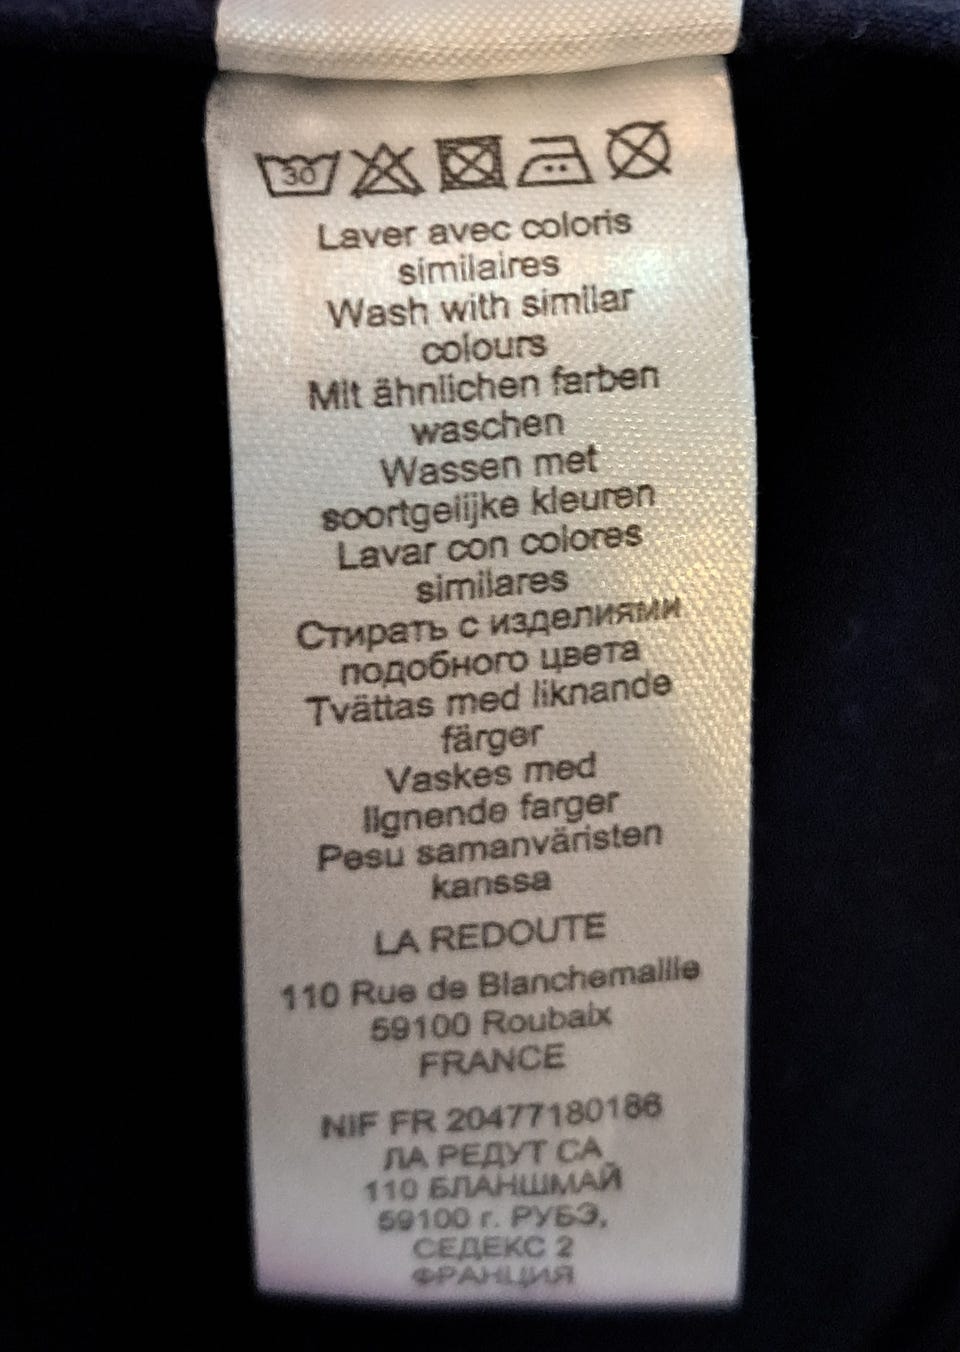 30
Laver avec coloris
similaires
Wash with similar
colours
Mit ähnlichen farben
waschen
Wassen met
soortgelijke kleuren
Lavar con colores
similares
Стирать с изделиями
подобного цвета
Tvättas med liknande
färger
Vaskes med
lignende farger
Pesu samanväristen
kanssa
LA REDOUTE
110 Rue de Blanchemaille
59100 Roubaix
FRANCE
NIF FR 20477180186
ЛА РЕДУТ СА
110 БЛАНШМАЙ
59100 г. РУБЭ,
СЕДЕКС 2
ФРАНЦИЯ